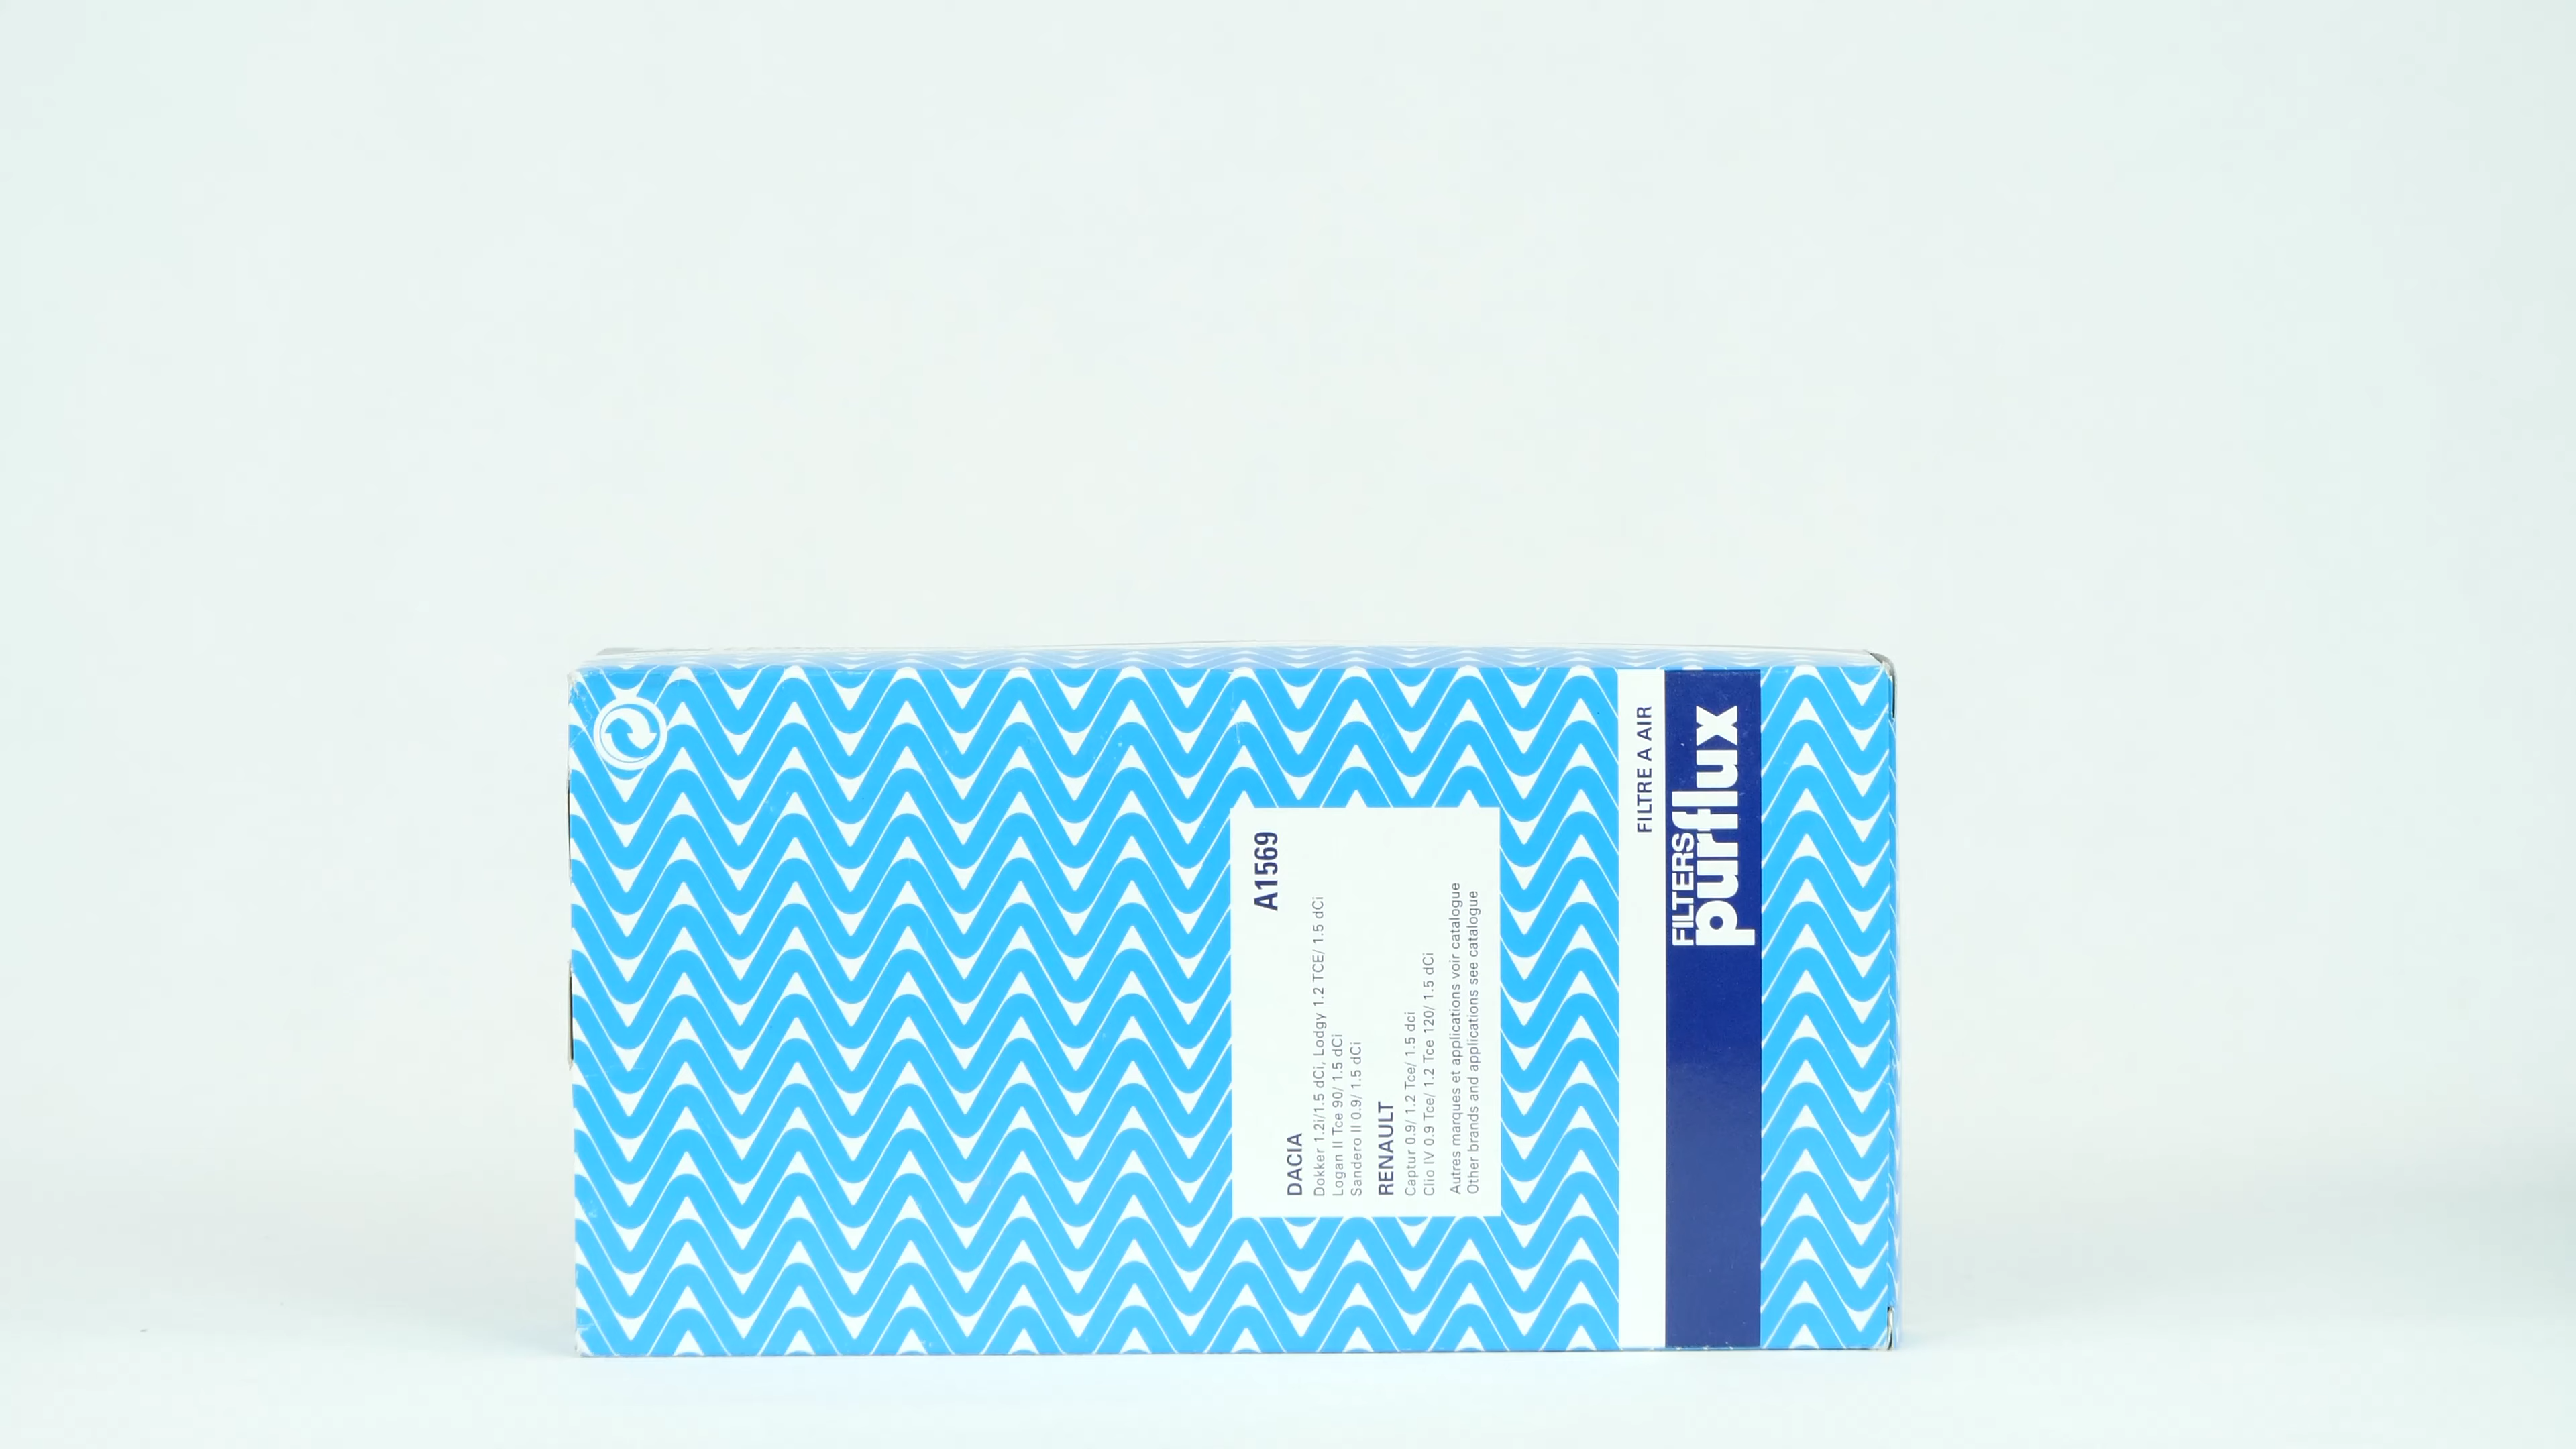 A1569
DACIA
Dokker 1.2i/1.5 dCi, Lodgy 1.2 TCE/ 1.5 dCi
Logan II Tce 90/ 1.5 dCi
Sandero II 0.9/ 1.5 dCi
RENAULT
Captur 0.9/ 1.2 Tce/ 1.5 dci
Clio IV 0.9 Tce/ 1.2 Tce 120/ 1.5 dCi
Autres marques et applications voir catalogue
Other brands and applications see catalogue
FILTRE A AIR
FILTERS
purflux